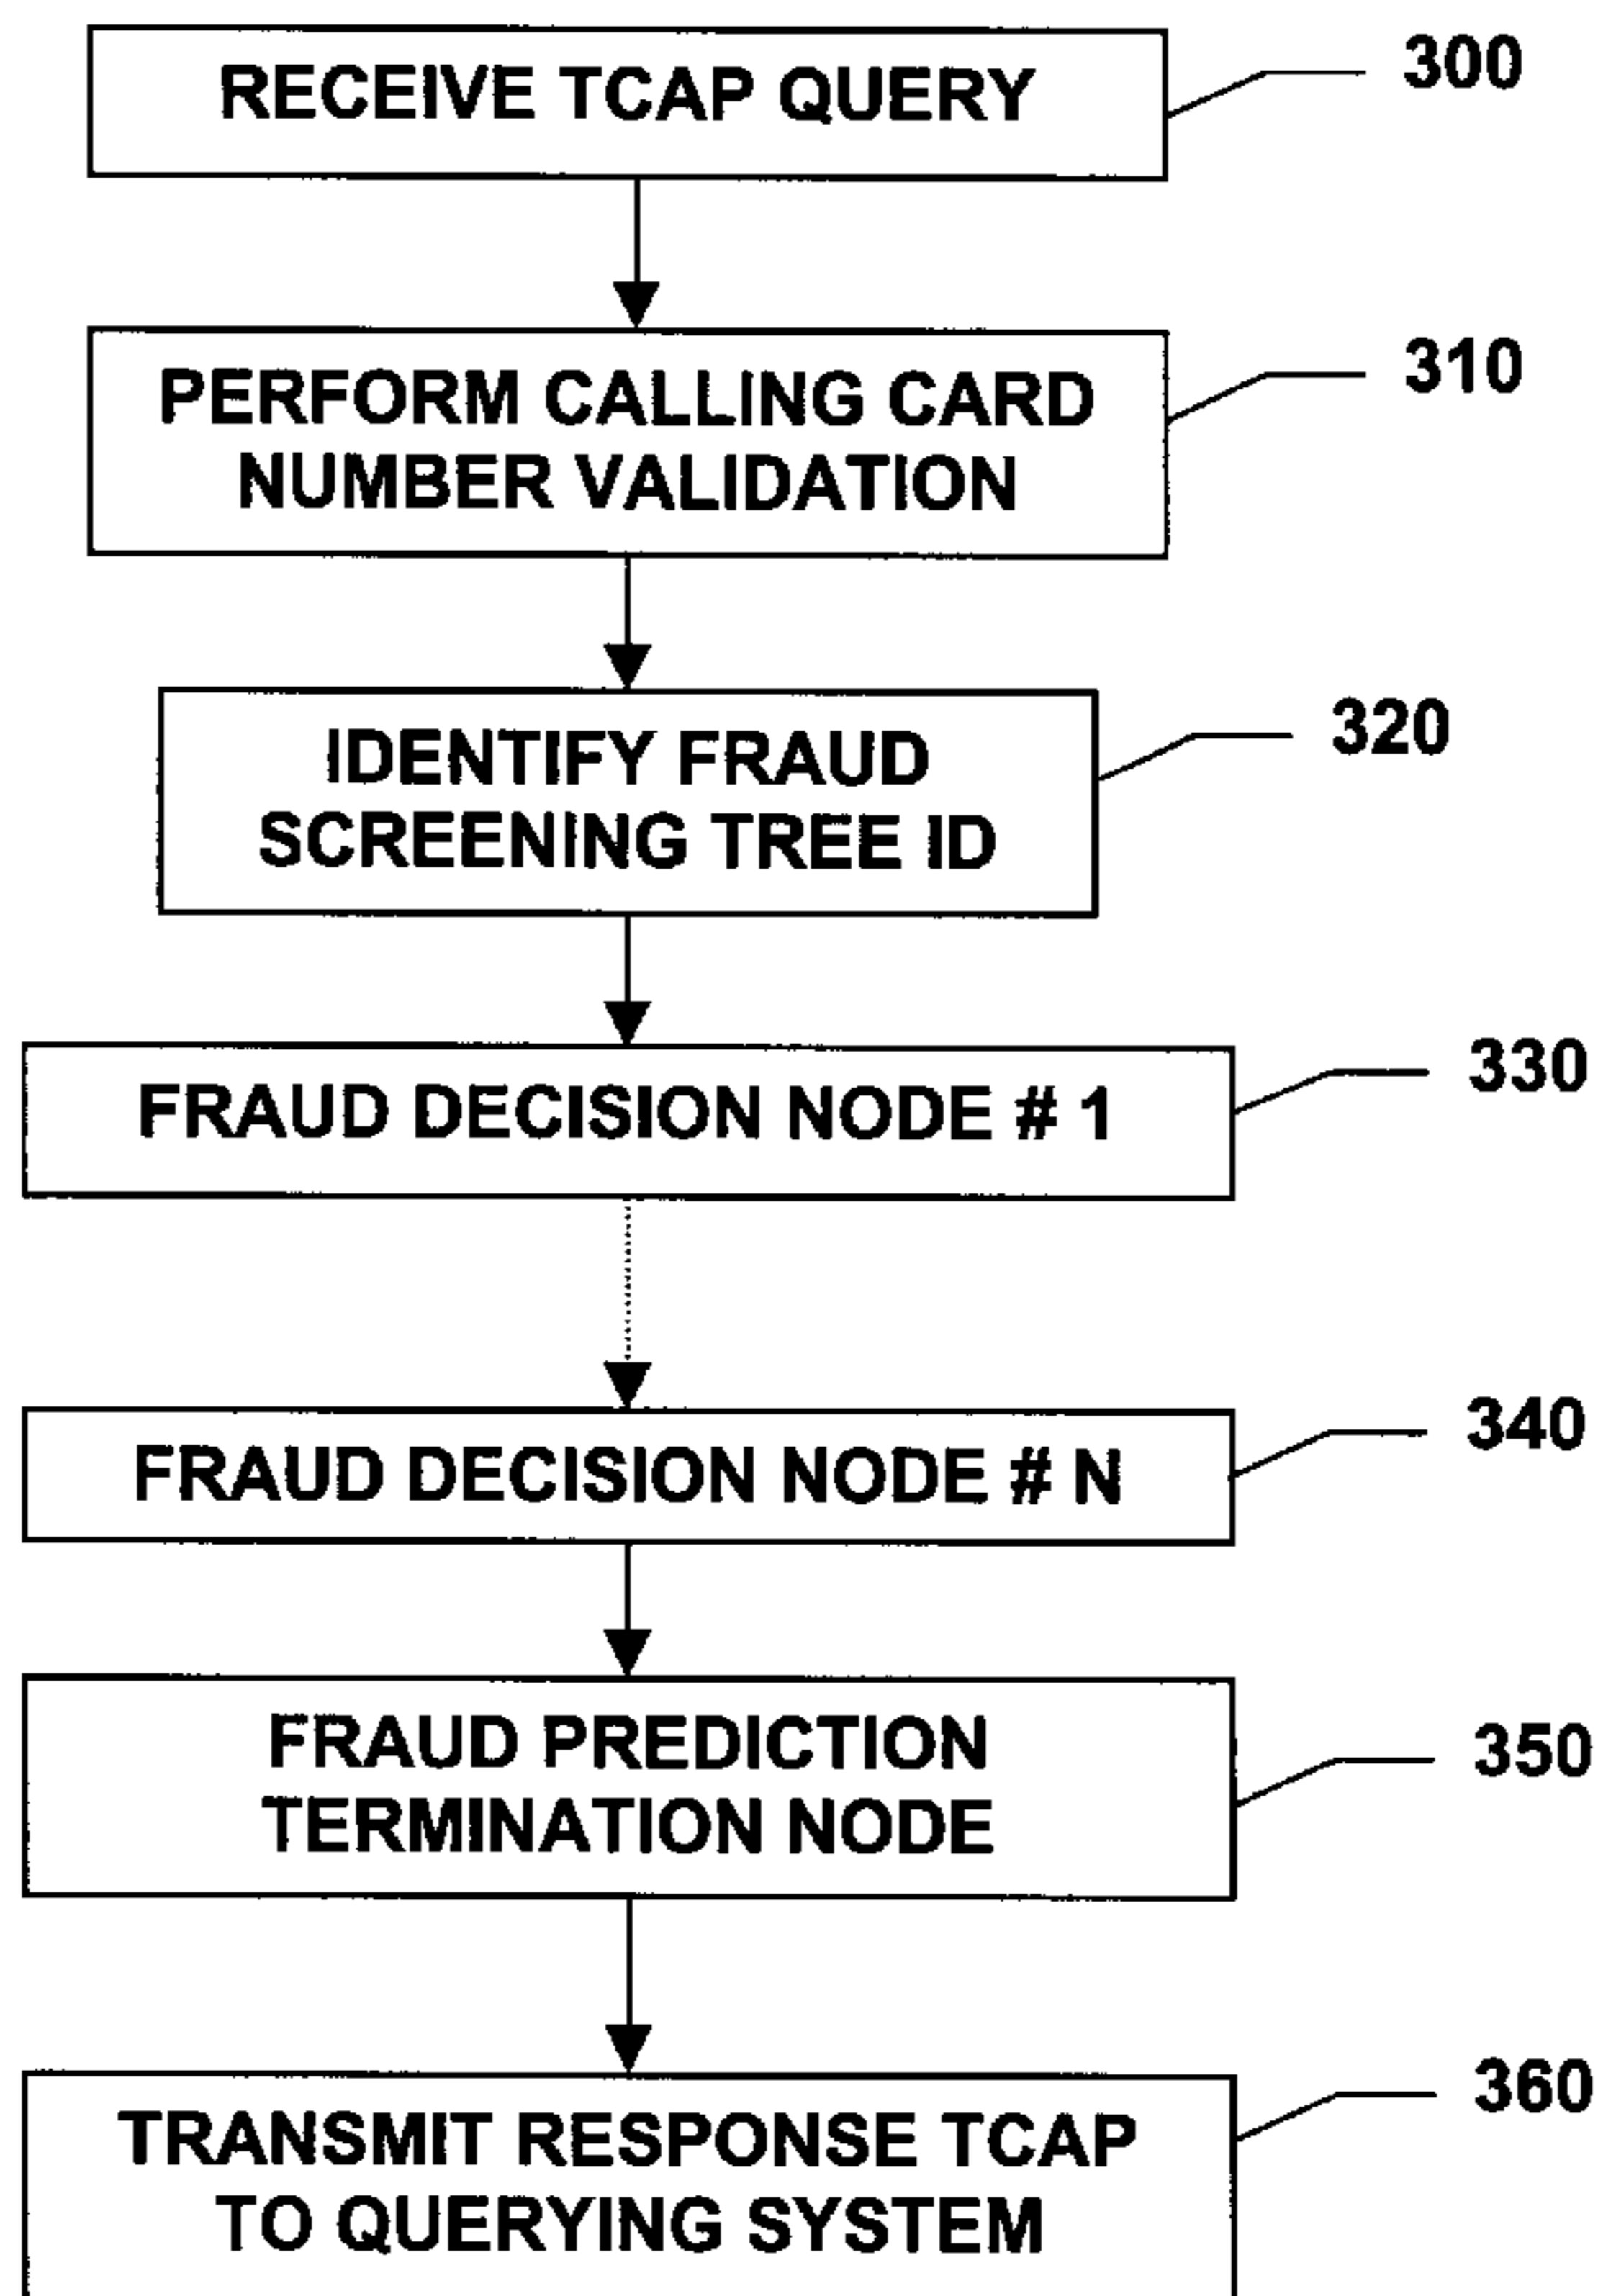 RECEIVE TCAP QUERY
300
PERFORM CALLING CARD
NUMBER VALIDATION
310
IDENTIFY FRAUD
SCREENING TREE ID
320
FRAUD DECISION NODE # 1
330
FRAUD DECISION NODE # N
340
FRAUD PREDICTION
TERMINATION NODE
350
TRANSMIT RESPONSE TCAP
TO QUERYING SYSTEM
360